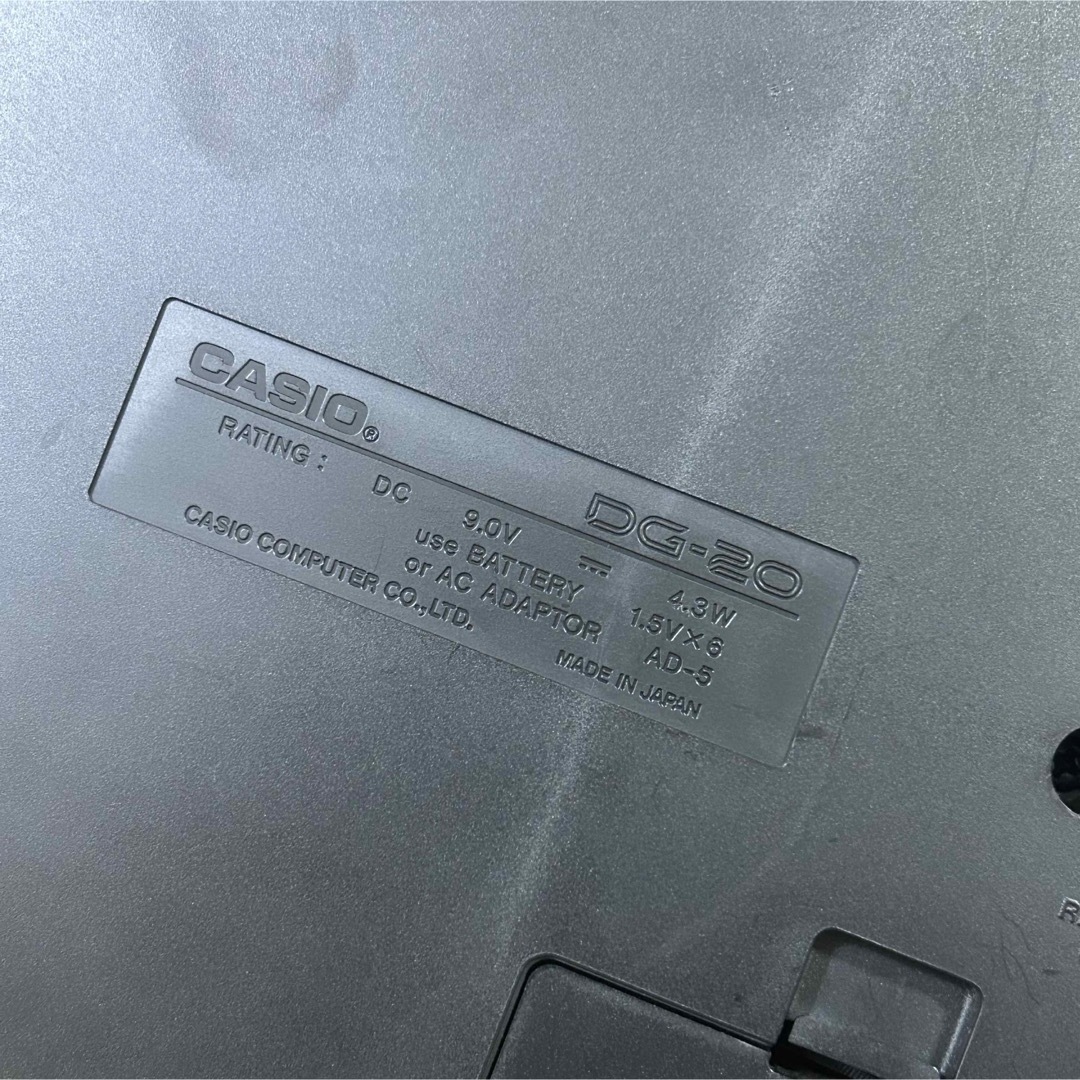 CASIO®
DG-20
RATING : DC 9.0V ⎓ 4.3W
use BATTERY 1.5V×6
or AC ADAPTOR AD-5
CASIO COMPUTER CO.,LTD.
MADE IN JAPAN